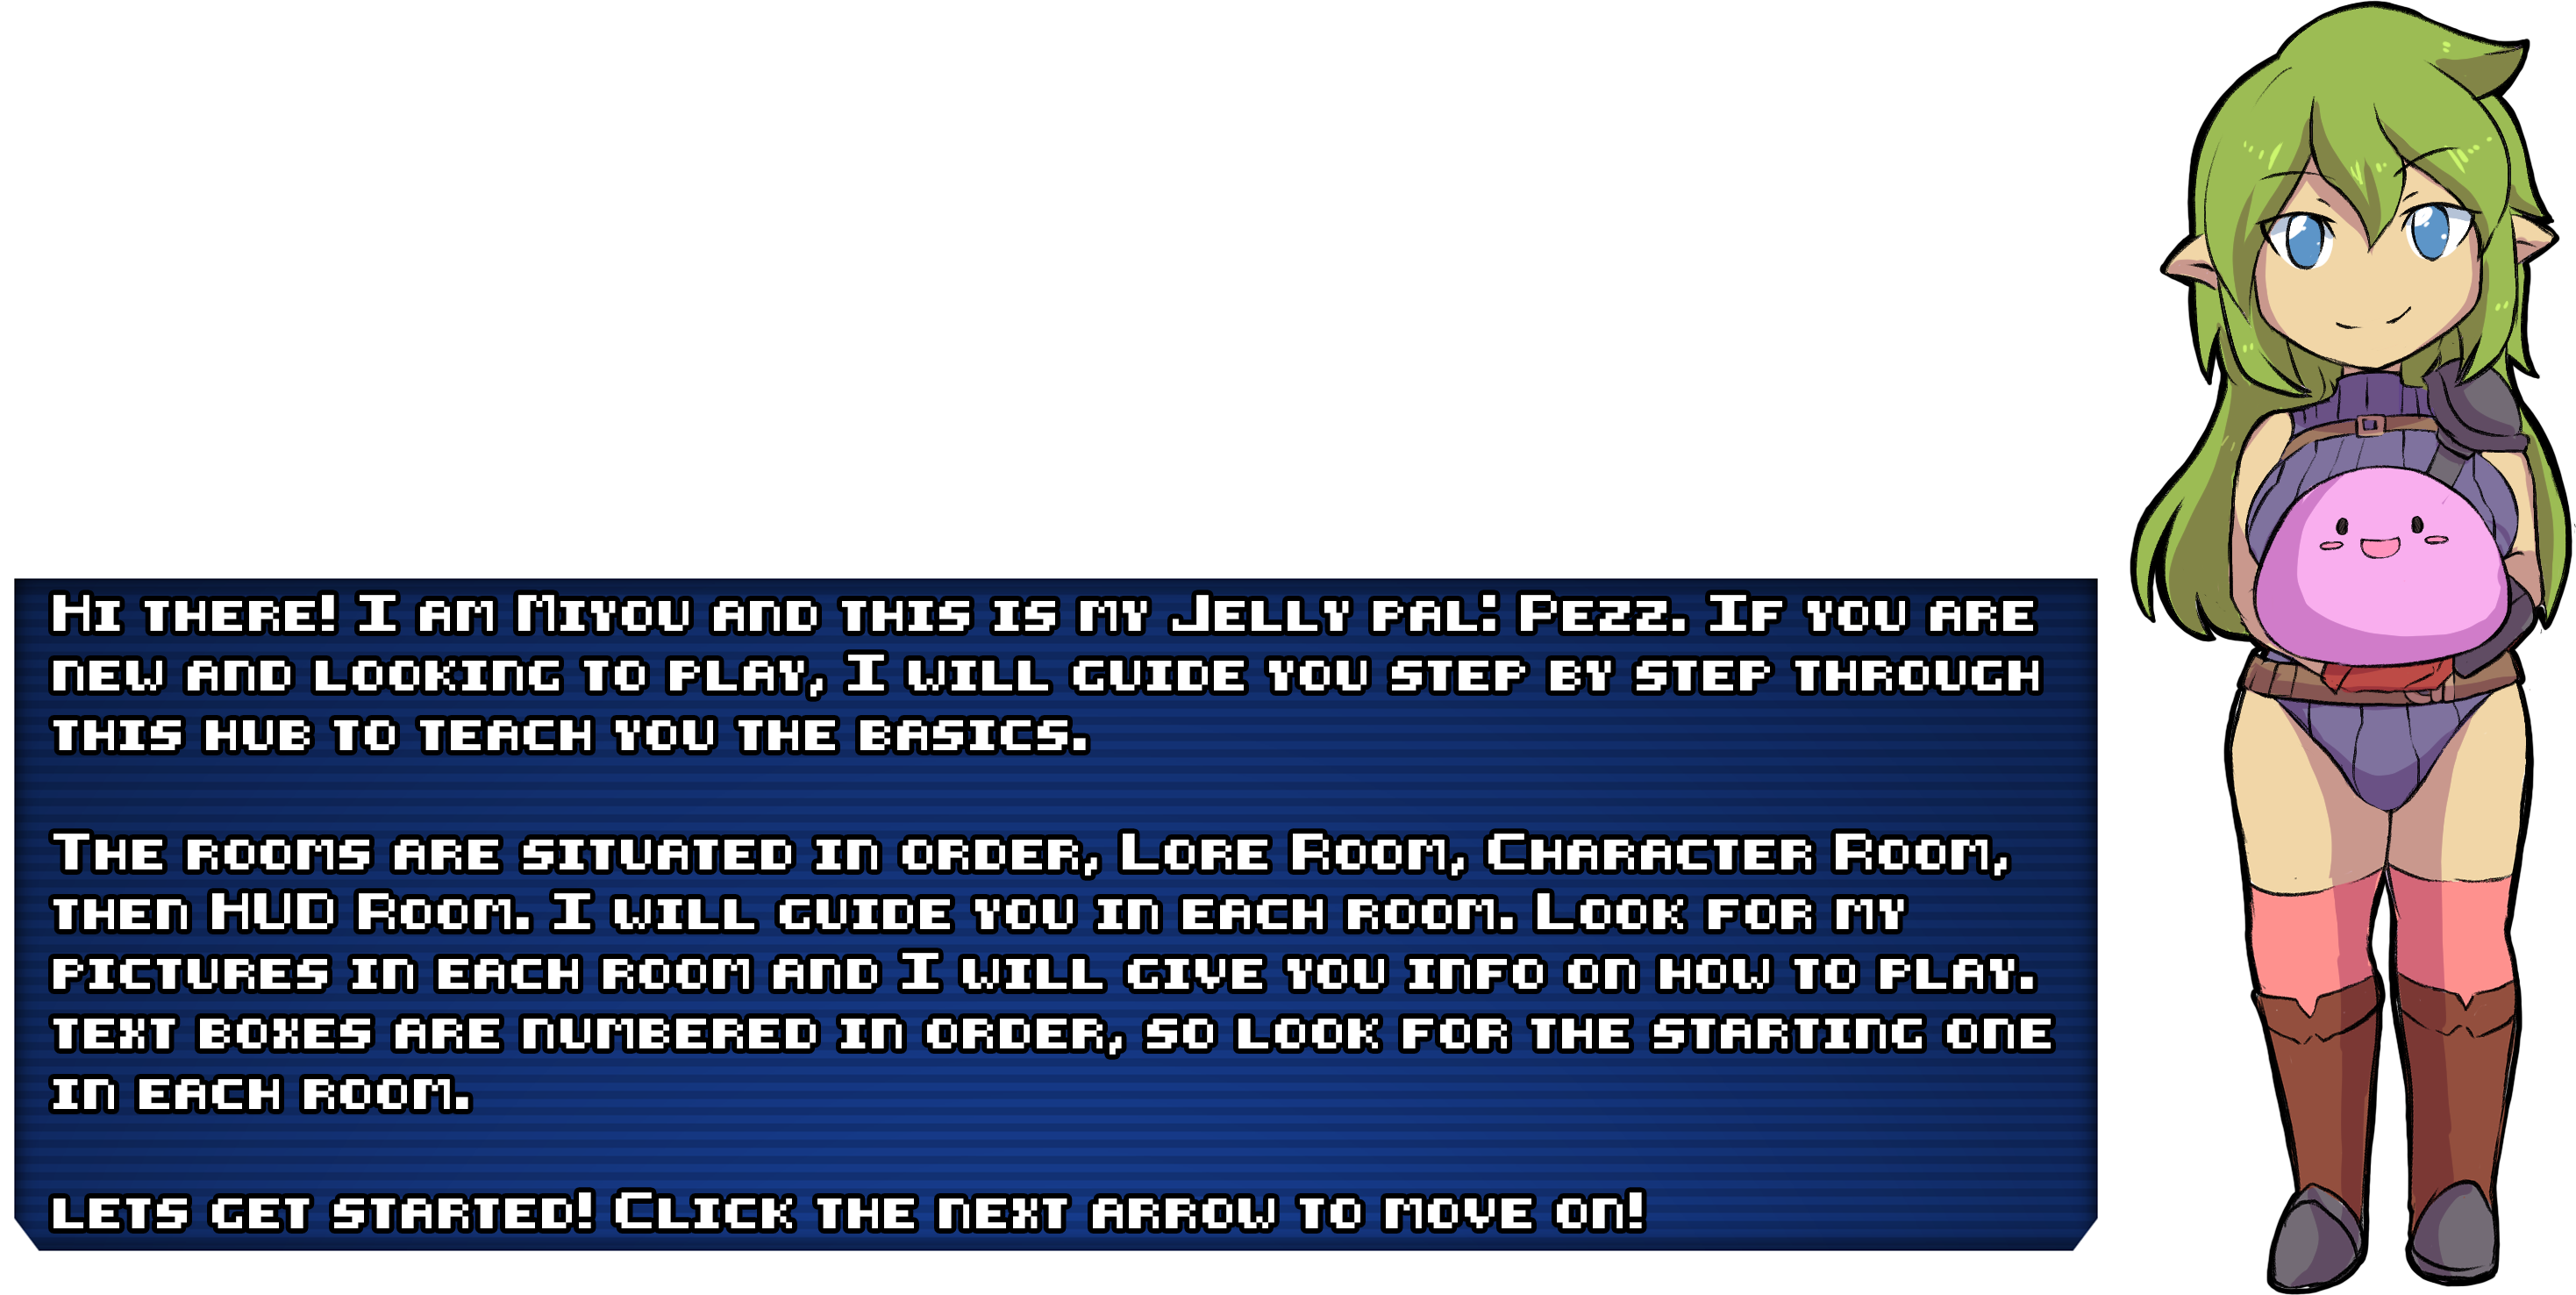 Hi there! I am Miyou and this is my Jelly pal: Pezz. If you are
new and looking to play, I will guide you step by step through
this hub to teach you the basics.
The rooms are situated in order, Lore Room, Character Room,
then HUD Room. I will guide you in each room. Look for my
pictures in each room and I will give you info on how to play.
text boxes are numbered in order, so look for the starting one
in each room.
lets get started! Click the next arrow to move on!